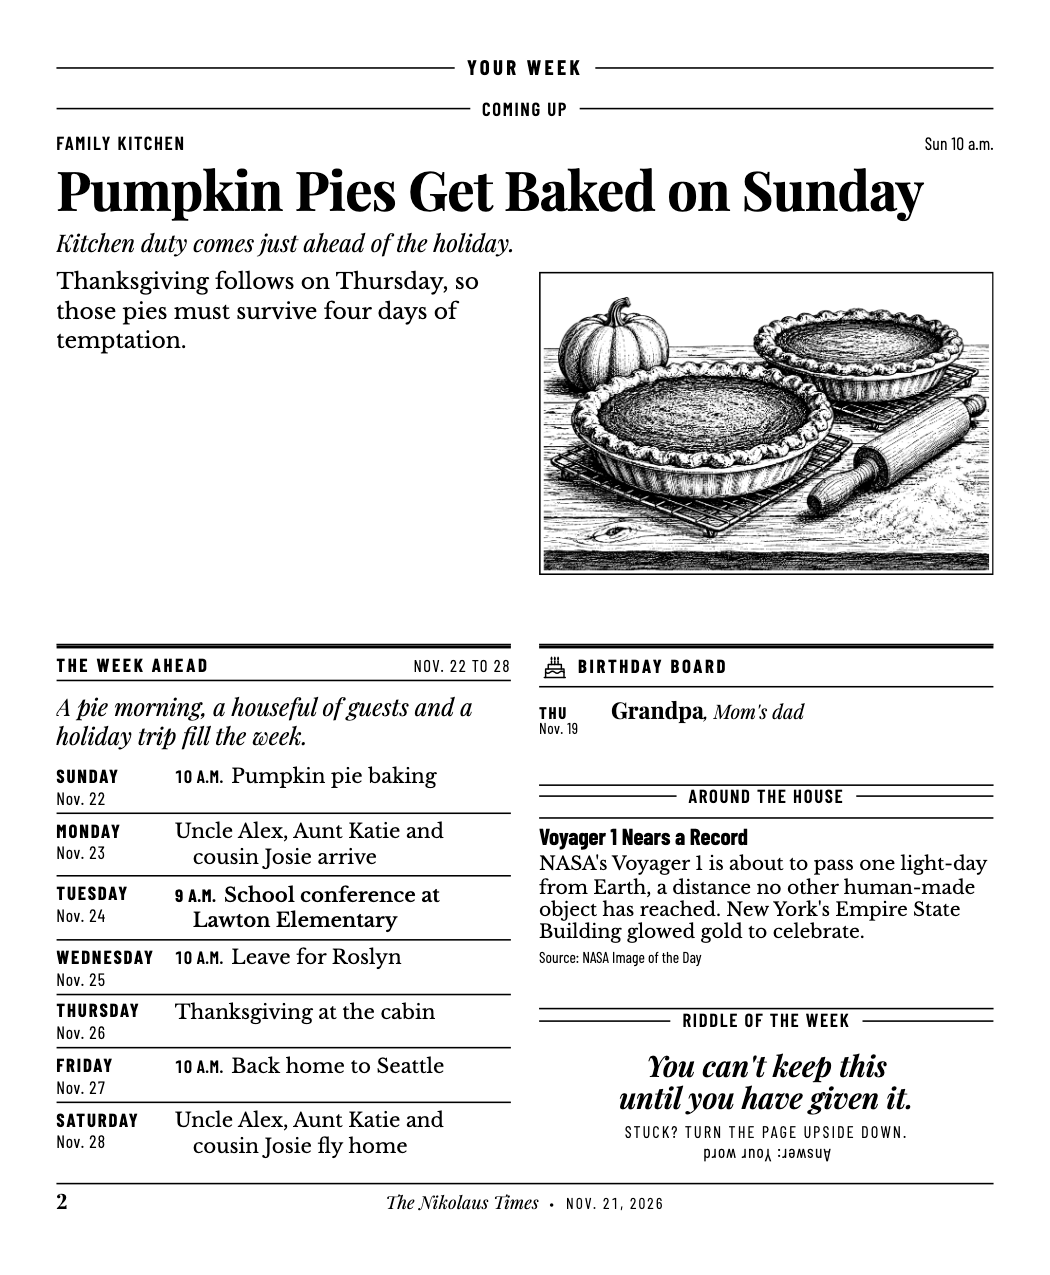 YOUR WEEK
COMING UP
FAMILY KITCHEN
Sun 10 a.m.
Pumpkin Pies Get Baked on Sunday
Kitchen duty comes just ahead of the holiday.
Thanksgiving follows on Thursday, so
those pies must survive four days of
temptation.
THE WEEK AHEAD
NOV. 22 TO 28
A pie morning, a houseful of guests and a
holiday trip fill the week.
SUNDAY
Nov. 22
10 A.M. Pumpkin pie baking
MONDAY
Nov. 23
Uncle Alex, Aunt Katie and
cousin Josie arrive
TUESDAY
Nov. 24
9 A.M. School conference at
Lawton Elementary
WEDNESDAY
Nov. 25
10 A.M. Leave for Roslyn
THURSDAY
Nov. 26
Thanksgiving at the cabin
FRIDAY
Nov. 27
10 A.M. Back home to Seattle
SATURDAY
Nov. 28
Uncle Alex, Aunt Katie and
cousin Josie fly home
BIRTHDAY BOARD
THU
Nov. 19
Grandpa, Mom's dad
AROUND THE HOUSE
Voyager 1 Nears a Record
NASA's Voyager 1 is about to pass one light-day
from Earth, a distance no other human-made
object has reached. New York's Empire State
Building glowed gold to celebrate.
Source: NASA Image of the Day
RIDDLE OF THE WEEK
You can't keep this
until you have given it.
STUCK? TURN THE PAGE UPSIDE DOWN.
Answer: Your word
2
The Nikolaus Times • NOV. 21, 2026